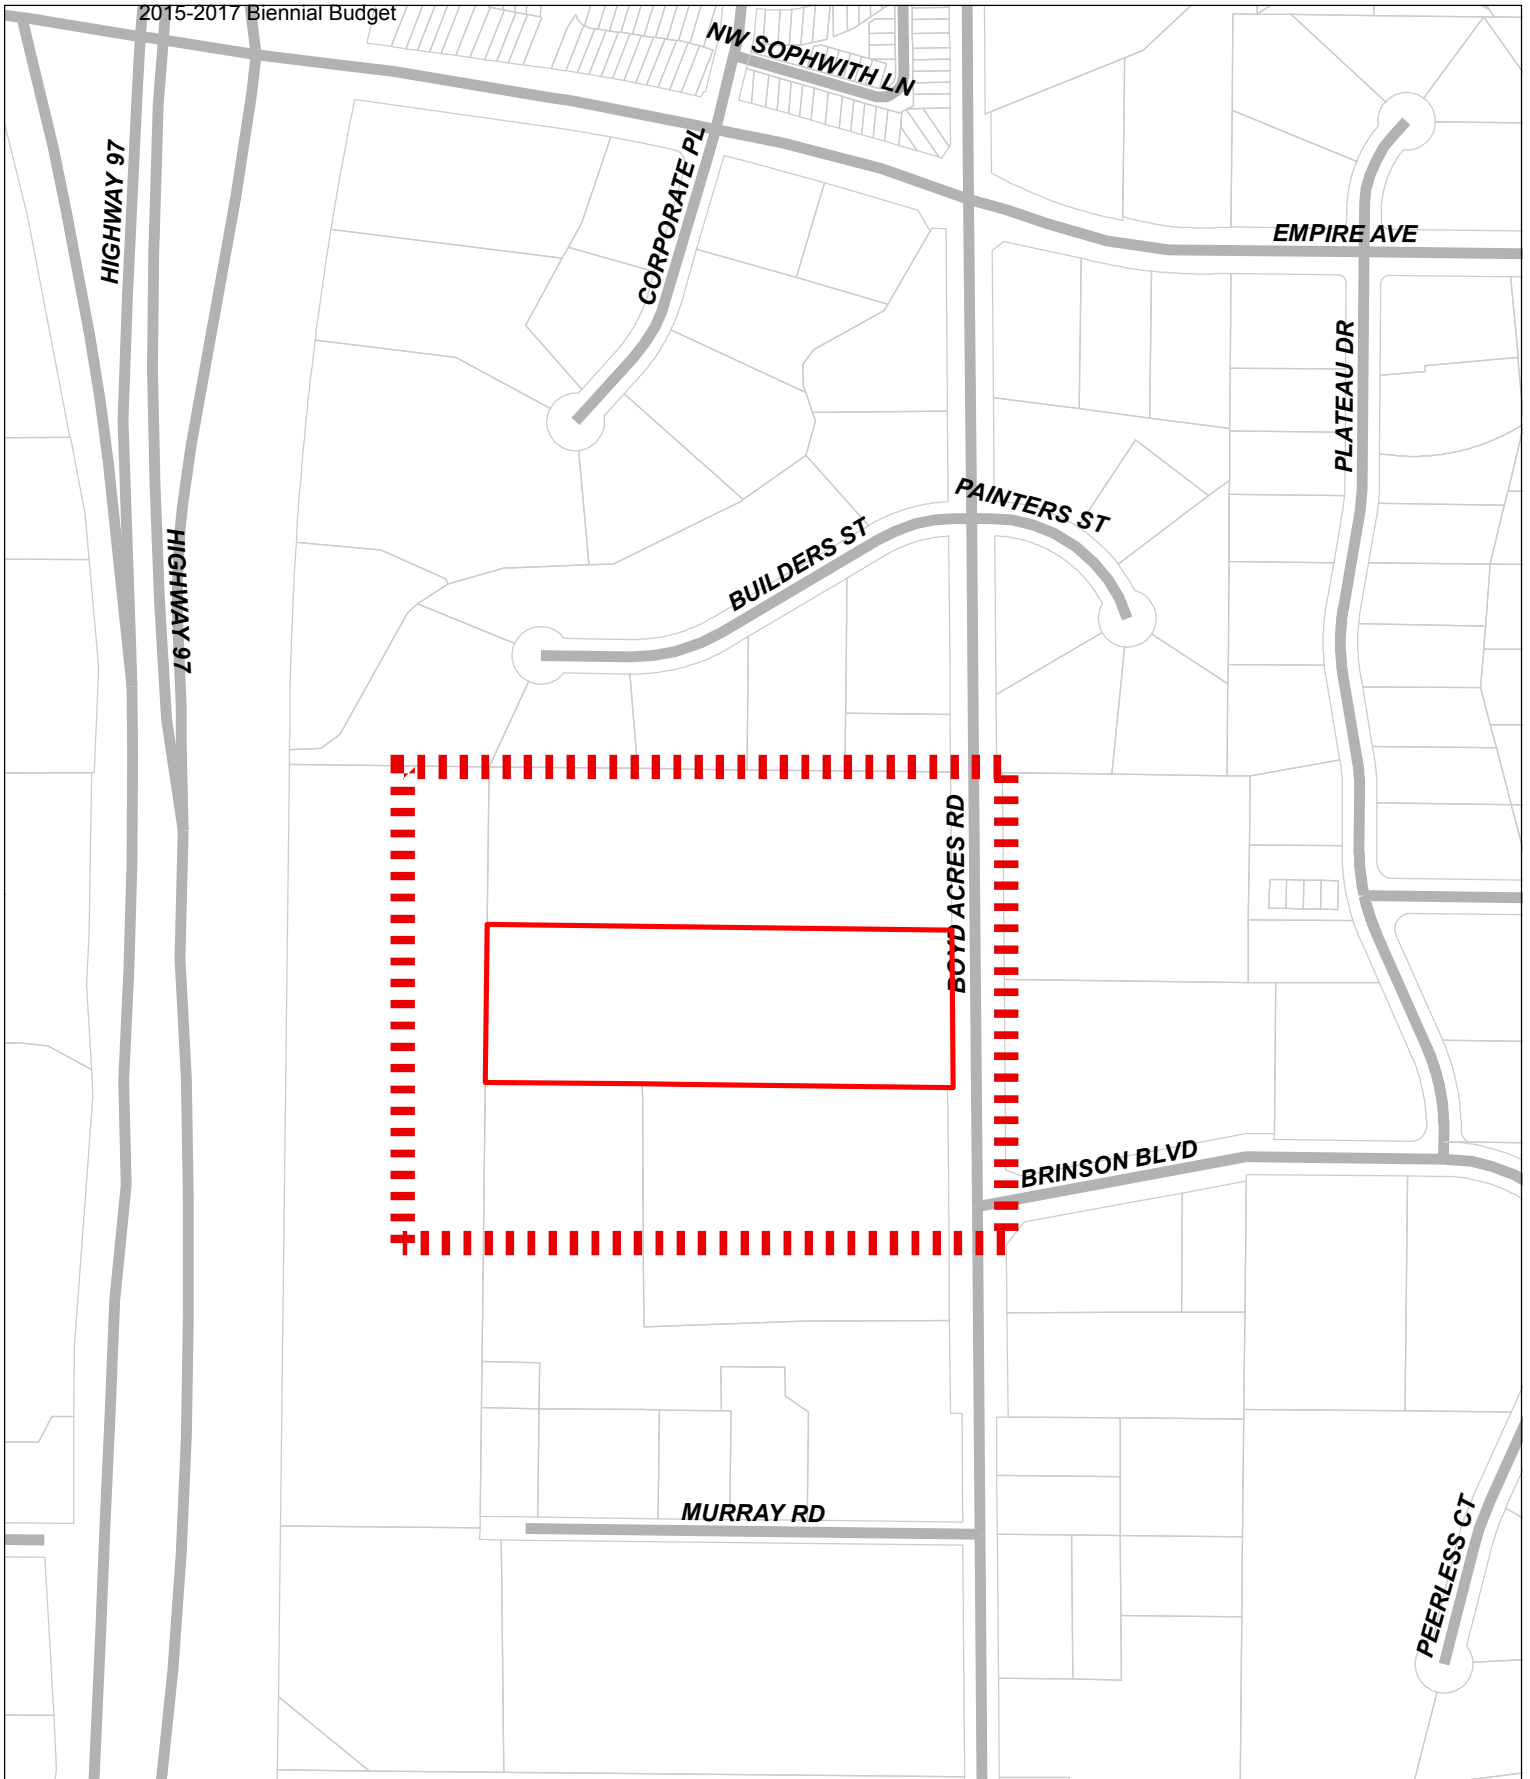 2015-2017 Biennial Budget
NW SOPHWITH LN
HIGHWAY 97
CORPORATE PL
EMPIRE AVE
PLATEAU DR
PAINTERS ST
BUILDERS ST
HIGHWAY 97
BOYD ACRES RD
BRINSON BLVD
MURRAY RD
PEERLESS CT